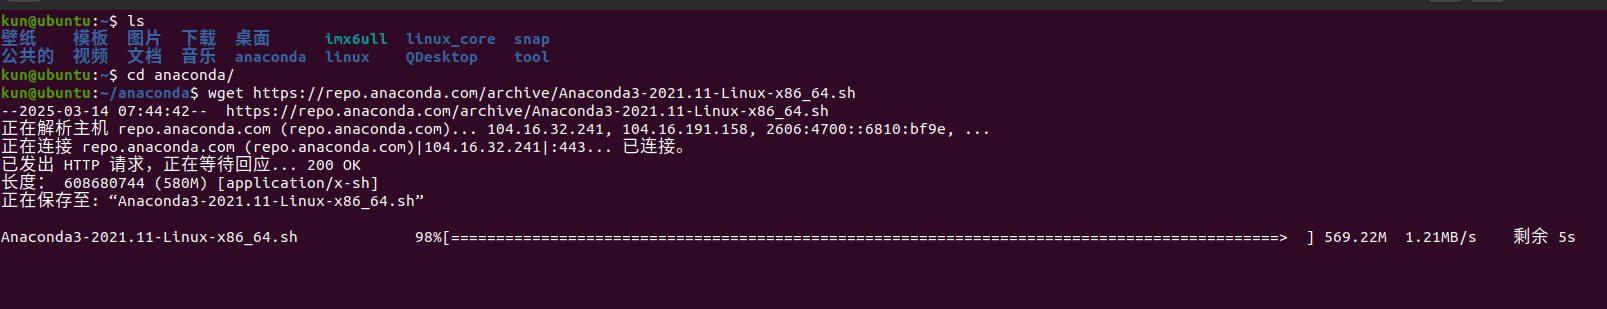 kun@ubuntu:~$ ls
壁纸 模板 图片 下载 桌面 imx6ull linux_core snap
公共的 视频 文档 音乐 anaconda linux QDesktop tool
kun@ubuntu:~$ cd anaconda/
kun@ubuntu:~/anaconda$ wget https://repo.anaconda.com/archive/Anaconda3-2021.11-Linux-x86_64.sh
--2025-03-14 07:44:42-- https://repo.anaconda.com/archive/Anaconda3-2021.11-Linux-x86_64.sh
正在解析主机 repo.anaconda.com (repo.anaconda.com)... 104.16.32.241, 104.16.191.158, 2606:4700::6810:bf9e, ...
正在连接 repo.anaconda.com (repo.anaconda.com)|104.16.32.241|:443... 已连接。
已发出 HTTP 请求，正在等待回应... 200 OK
长度： 608680744 (580M) [application/x-sh]
正在保存至: “Anaconda3-2021.11-Linux-x86_64.sh”
Anaconda3-2021.11-Linux-x86_64.sh 98%[============================================================================================> ] 569.22M 1.21MB/s 剩余 5s